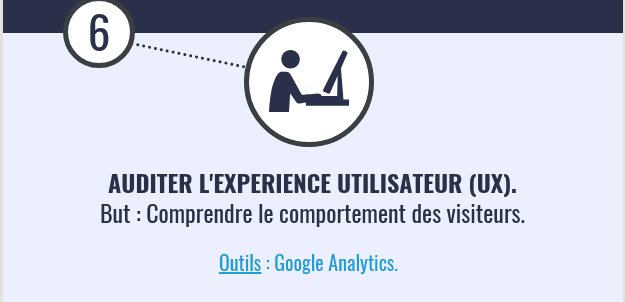 6
AUDITER L'EXPERIENCE UTILISATEUR (UX).
But : Comprendre le comportement des visiteurs.
Outils : Google Analytics.